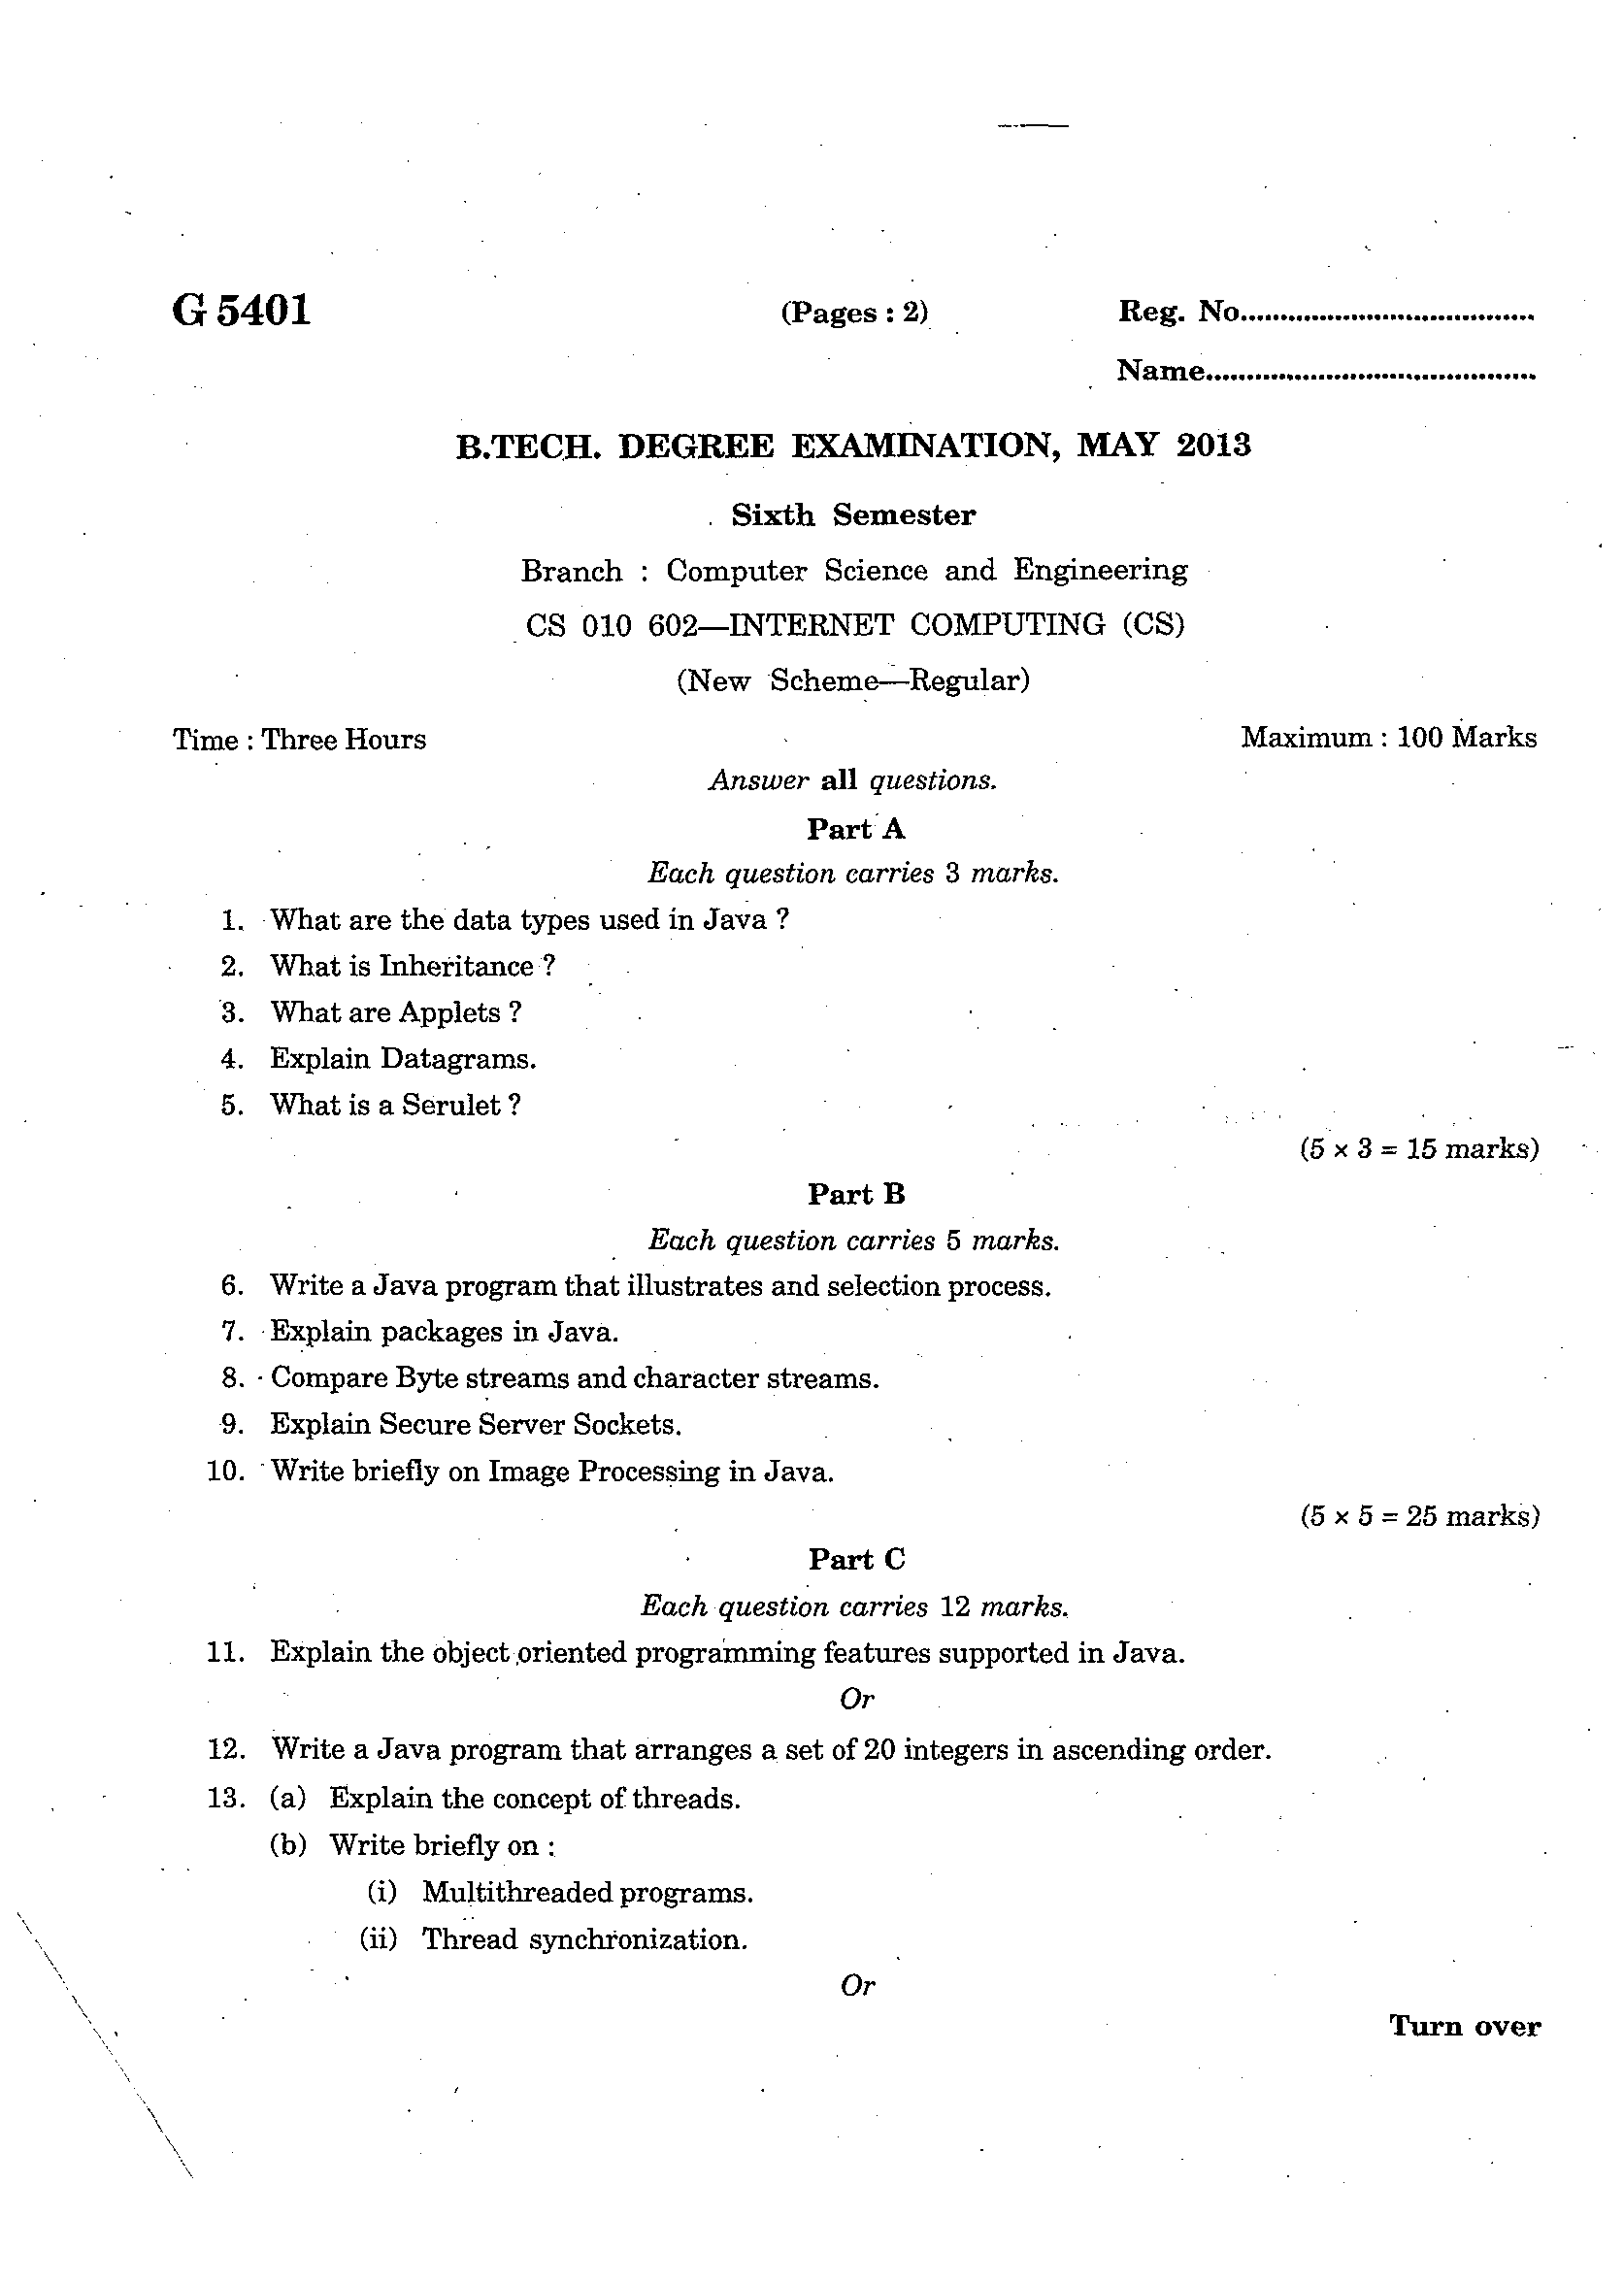 G 5401 (Pages : 2) Reg. No.....................................
Name.........................................
B.TECH. DEGREE EXAMINATION, MAY 2013
Sixth Semester
Branch : Computer Science and Engineering
CS 010 602—INTERNET COMPUTING (CS)
(New Scheme—Regular)
Time : Three Hours Maximum : 100 Marks
Answer all questions.
Part A
Each question carries 3 marks.
1. What are the data types used in Java ?
2. What is Inheritance ?
3. What are Applets ?
4. Explain Datagrams.
5. What is a Serulet ?
(5 × 3 = 15 marks)
Part B
Each question carries 5 marks.
6. Write a Java program that illustrates and selection process.
7. Explain packages in Java.
8. Compare Byte streams and character streams.
9. Explain Secure Server Sockets.
10. Write briefly on Image Processing in Java.
(5 × 5 = 25 marks)
Part C
Each question carries 12 marks.
11. Explain the object oriented programming features supported in Java.
Or
12. Write a Java program that arranges a set of 20 integers in ascending order.
13. (a) Explain the concept of threads.
(b) Write briefly on :
(i) Multithreaded programs.
(ii) Thread synchronization.
Or
Turn over